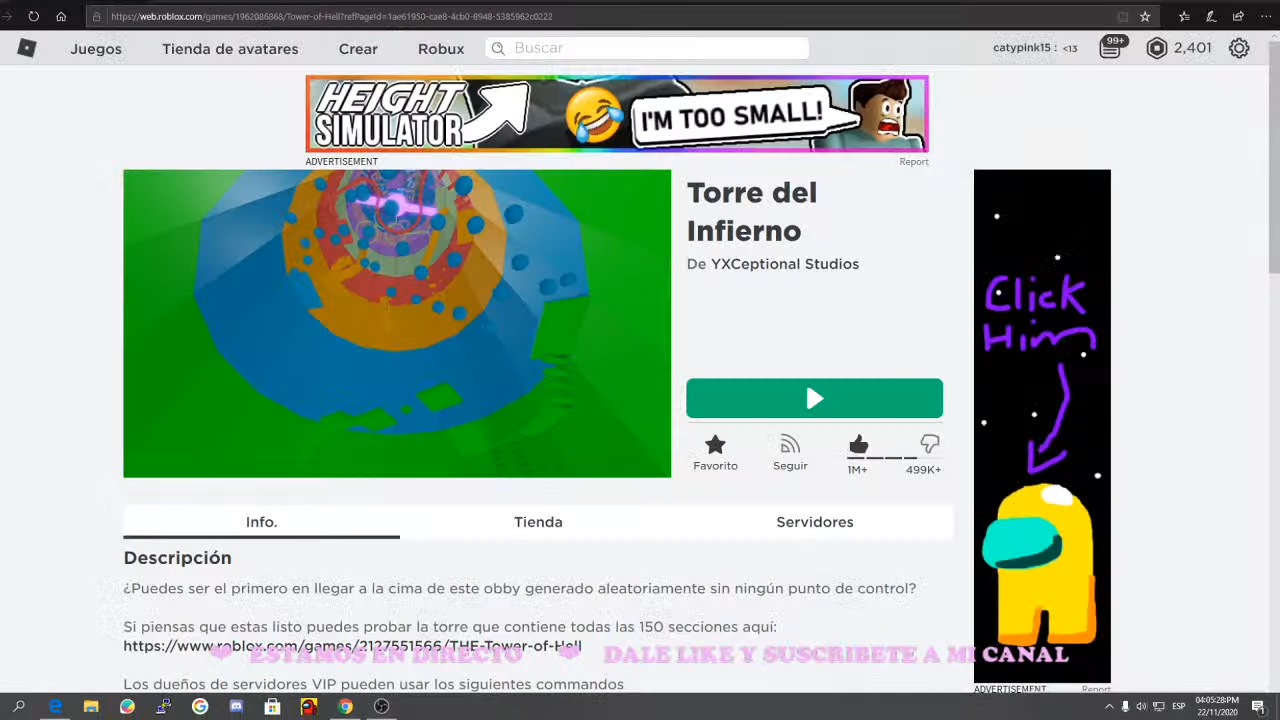 https://web.roblox.com/games/1962086868/Tower-of-Hell?refPageId=1ae61950-cae8-4cb0-8948-5385962c0222
Juegos Tienda de avatares Crear Robux Buscar catypink15 : <13 99+ 2,401
HEIGHT
SIMULATOR
I'M TOO SMALL!
ADVERTISEMENT Report
Torre del
Infierno
De YXCeptional Studios
Click
Him
Favorito Seguir 1M+ 499K+
Info. Tienda Servidores
Descripción
¿Puedes ser el primero en llegar a la cima de este obby generado aleatoriamente sin ningún punto de control?
Si piensas que estas listo puedes probar la torre que contiene todas las 150 secciones aquí:
https://www.roblox.com/games/2127551566/THE-Tower-of-Hell
ESTAMOS EN DIRECTO DALE LIKE Y SUSCRIBETE A MI CANAL
Los dueños de servidores VIP pueden usar los siguientes commandos
ADVERTISEMENT Report
ESP
04:05:28 PM
22/11/2020